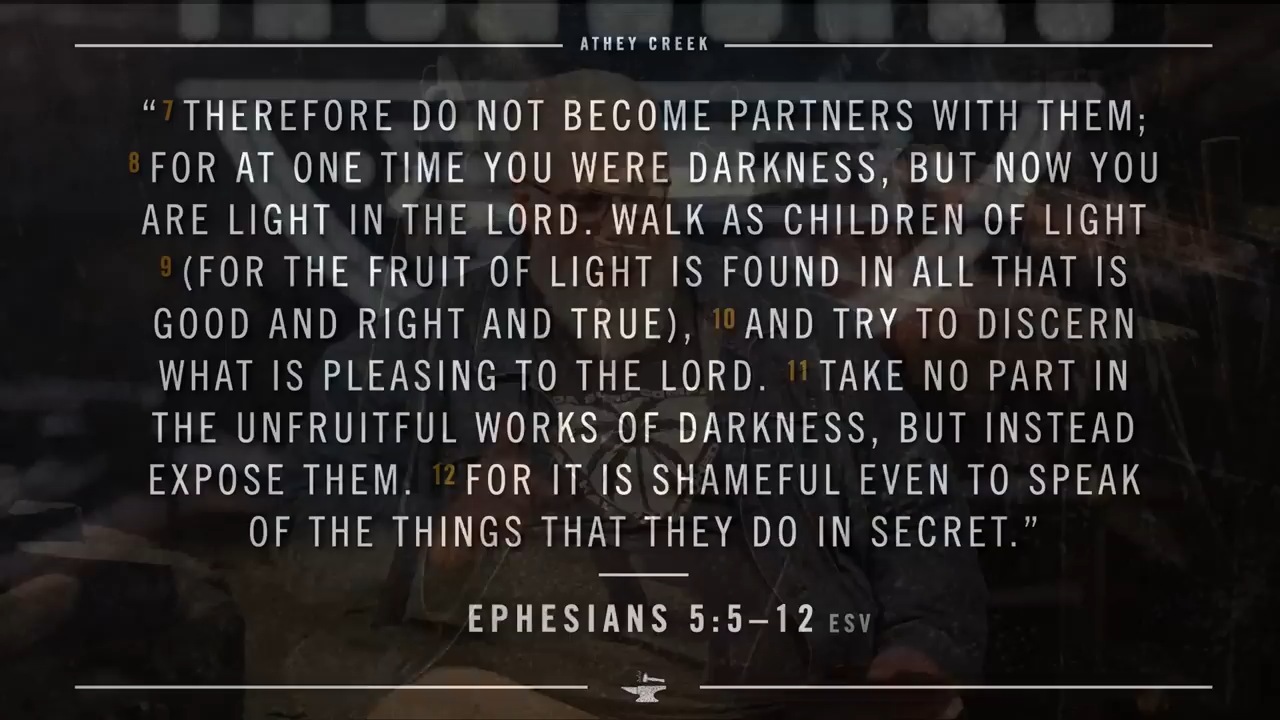 ATHEY CREEK
“7 THEREFORE DO NOT BECOME PARTNERS WITH THEM;
8 FOR AT ONE TIME YOU WERE DARKNESS, BUT NOW YOU
ARE LIGHT IN THE LORD. WALK AS CHILDREN OF LIGHT
9 (FOR THE FRUIT OF LIGHT IS FOUND IN ALL THAT IS
GOOD AND RIGHT AND TRUE), 10 AND TRY TO DISCERN
WHAT IS PLEASING TO THE LORD. 11 TAKE NO PART IN
THE UNFRUITFUL WORKS OF DARKNESS, BUT INSTEAD
EXPOSE THEM. 12 FOR IT IS SHAMEFUL EVEN TO SPEAK
OF THE THINGS THAT THEY DO IN SECRET.”
EPHESIANS 5:5–12 ESV